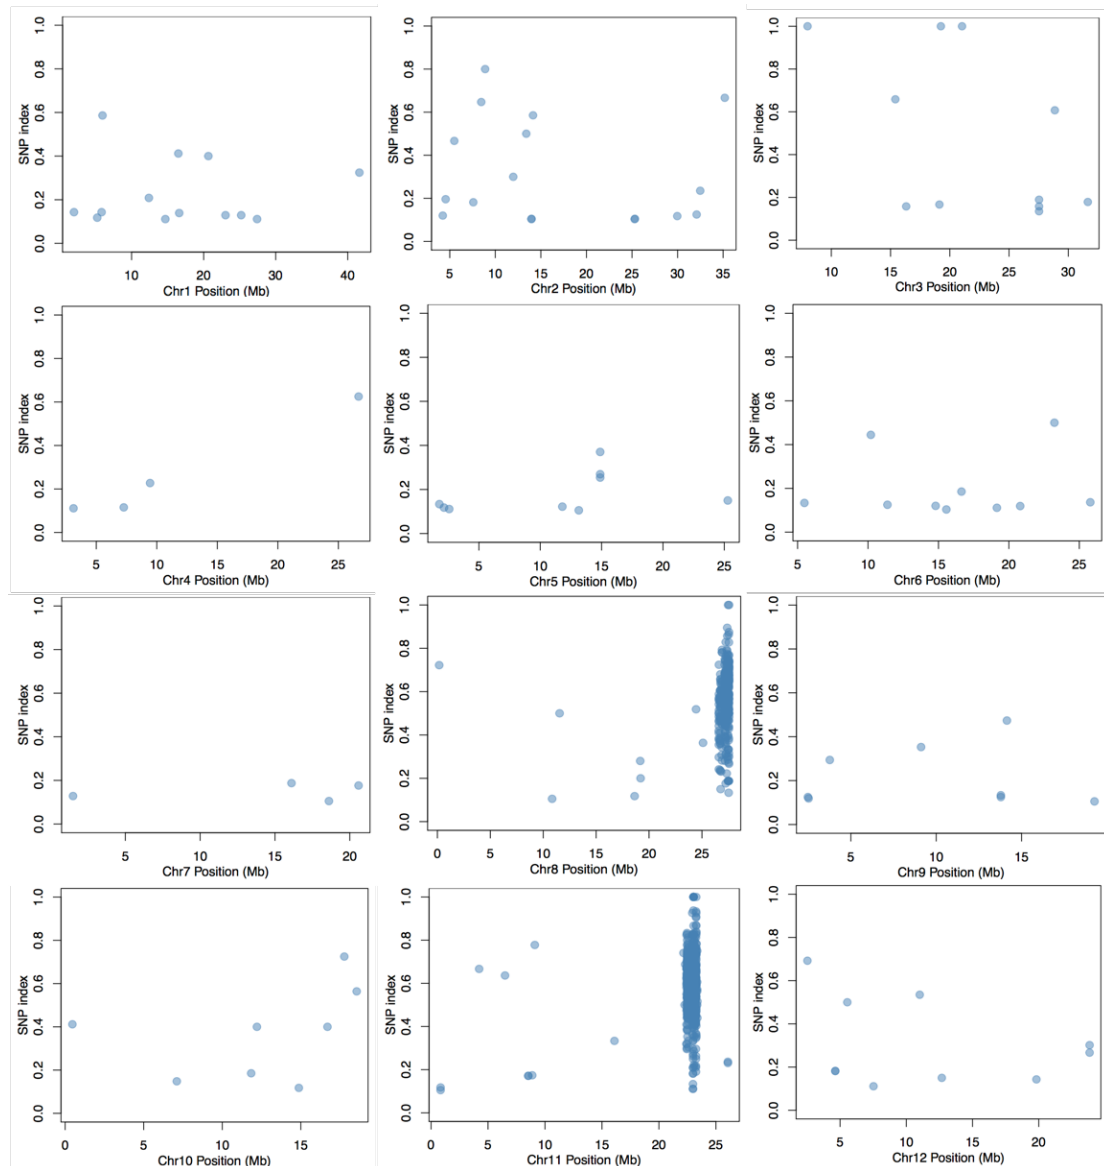 SNP index
0.0 0.2 0.4 0.6 0.8 1.0
10 20 30 40
Chr1 Position (Mb)
SNP index
0.0 0.2 0.4 0.6 0.8 1.0
5 10 15 20 25 30 35
Chr2 Position (Mb)
SNP index
0.0 0.2 0.4 0.6 0.8 1.0
10 15 20 25 30
Chr3 Position (Mb)
SNP index
0.0 0.2 0.4 0.6 0.8 1.0
5 10 15 20 25
Chr4 Position (Mb)
SNP index
0.0 0.2 0.4 0.6 0.8 1.0
5 10 15 20 25
Chr5 Position (Mb)
SNP index
0.0 0.2 0.4 0.6 0.8 1.0
5 10 15 20 25
Chr6 Position (Mb)
SNP index
0.0 0.2 0.4 0.6 0.8 1.0
5 10 15 20
Chr7 Position (Mb)
SNP index
0.0 0.2 0.4 0.6 0.8 1.0
0 5 10 15 20 25
Chr8 Position (Mb)
SNP index
0.0 0.2 0.4 0.6 0.8 1.0
5 10 15
Chr9 Position (Mb)
SNP index
0.0 0.2 0.4 0.6 0.8 1.0
0 5 10 15
Chr10 Position (Mb)
SNP index
0.0 0.2 0.4 0.6 0.8 1.0
0 5 10 15 20 25
Chr11 Position (Mb)
SNP index
0.0 0.2 0.4 0.6 0.8 1.0
5 10 15 20
Chr12 Position (Mb)